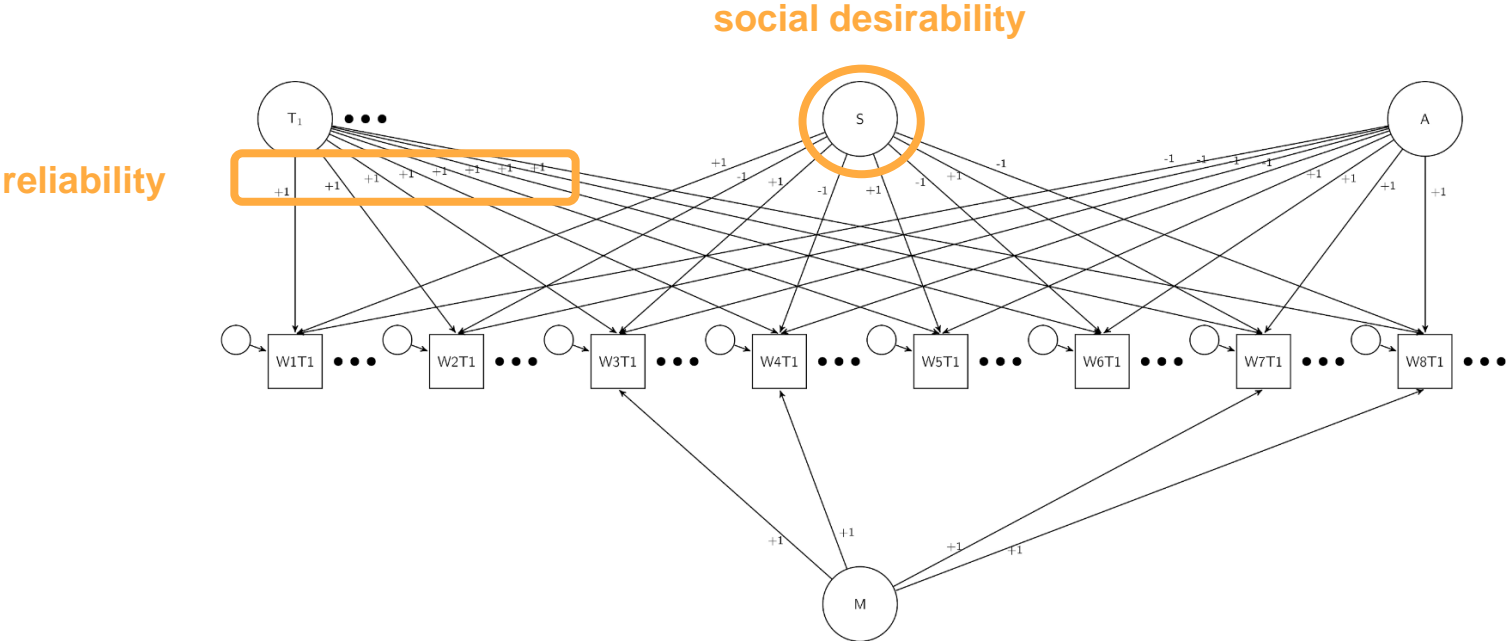 social desirability
T₁
S
A
reliability
+1 +1 +1 +1 +1 +1 +1 +1
+1 -1 +1 -1 +1 -1 +1 -1
-1 -1 -1 -1 +1 +1 +1 +1
W1T1 W2T1 W3T1 W4T1 W5T1 W6T1 W7T1 W8T1
+1 +1 +1 +1
M